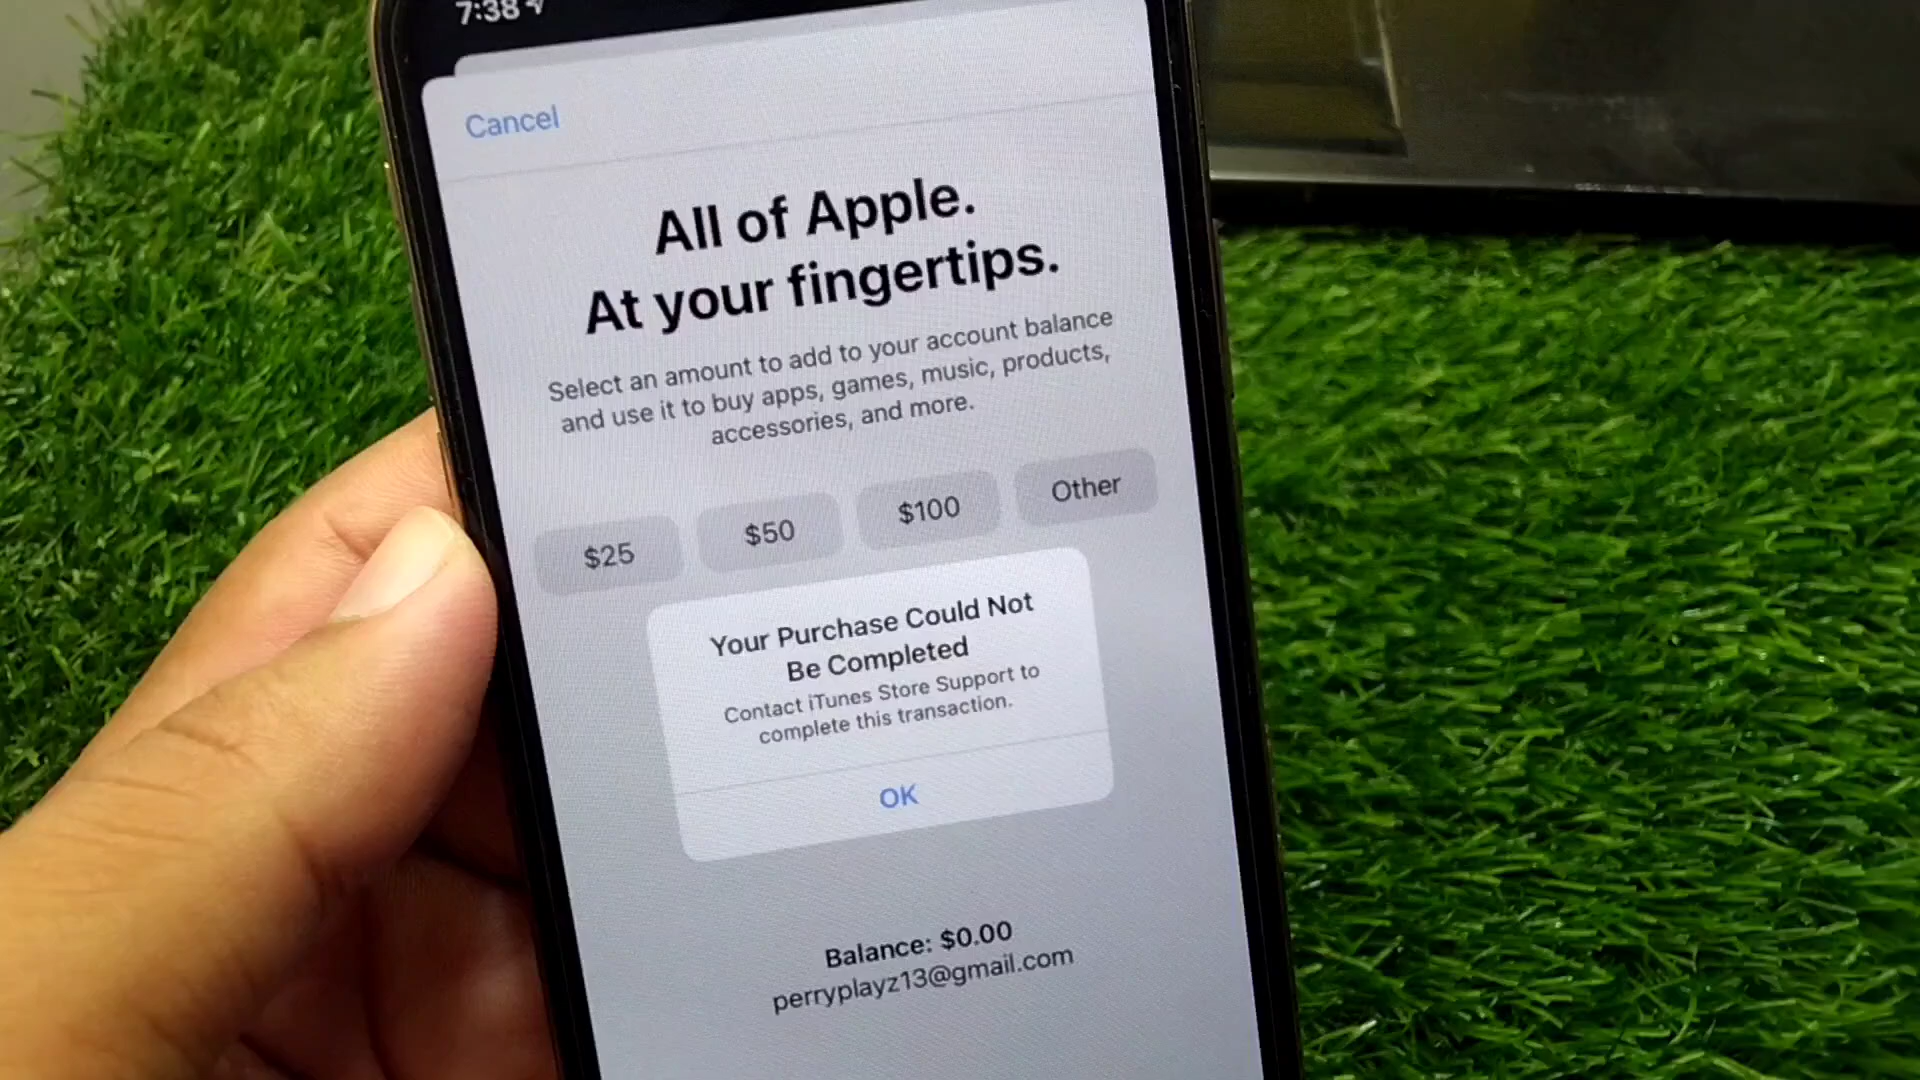 7:38
Cancel
All of Apple.
At your fingertips.
Select an amount to add to your account balance
and use it to buy apps, games, music, products,
accessories, and more.
$25 $50 $100 Other
Your Purchase Could Not
Be Completed
Contact iTunes Store Support to
complete this transaction.
OK
Balance: $0.00
perryplayz13@gmail.com